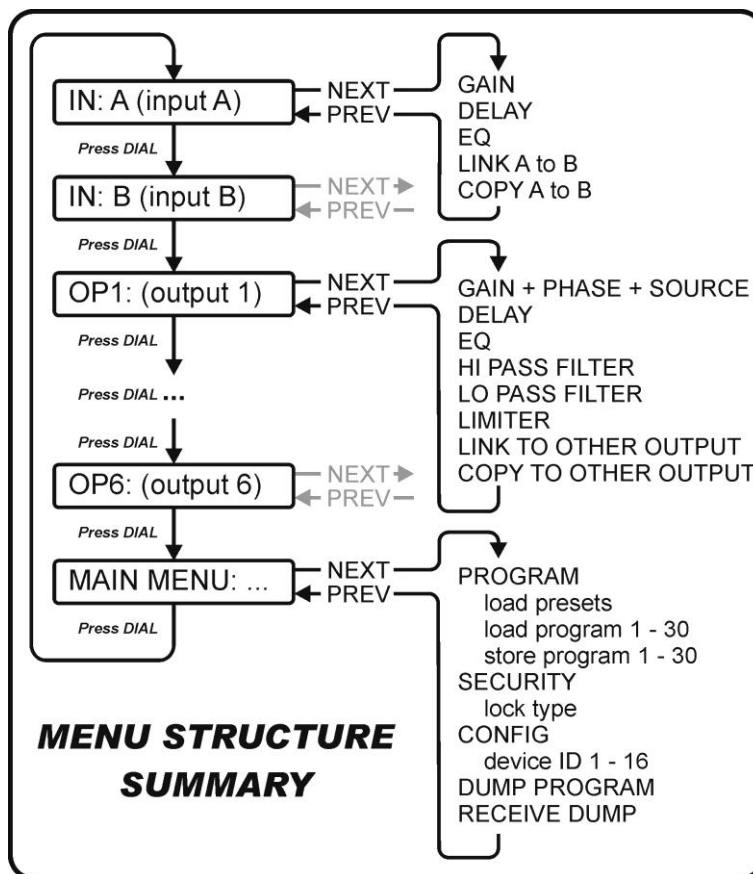 IN: A (input A)
NEXT
PREV
GAIN
DELAY
EQ
LINK A to B
COPY A to B
Press DIAL
IN: B (input B)
NEXT
PREV
Press DIAL
OP1: (output 1)
NEXT
PREV
GAIN + PHASE + SOURCE
DELAY
EQ
HI PASS FILTER
LO PASS FILTER
LIMITER
LINK TO OTHER OUTPUT
COPY TO OTHER OUTPUT
Press DIAL
Press DIAL ...
Press DIAL
OP6: (output 6)
NEXT
PREV
Press DIAL
MAIN MENU: ...
NEXT
PREV
Press DIAL
PROGRAM
load presets
load program 1 - 30
store program 1 - 30
SECURITY
lock type
CONFIG
device ID 1 - 16
DUMP PROGRAM
RECEIVE DUMP
MENU STRUCTURE
SUMMARY